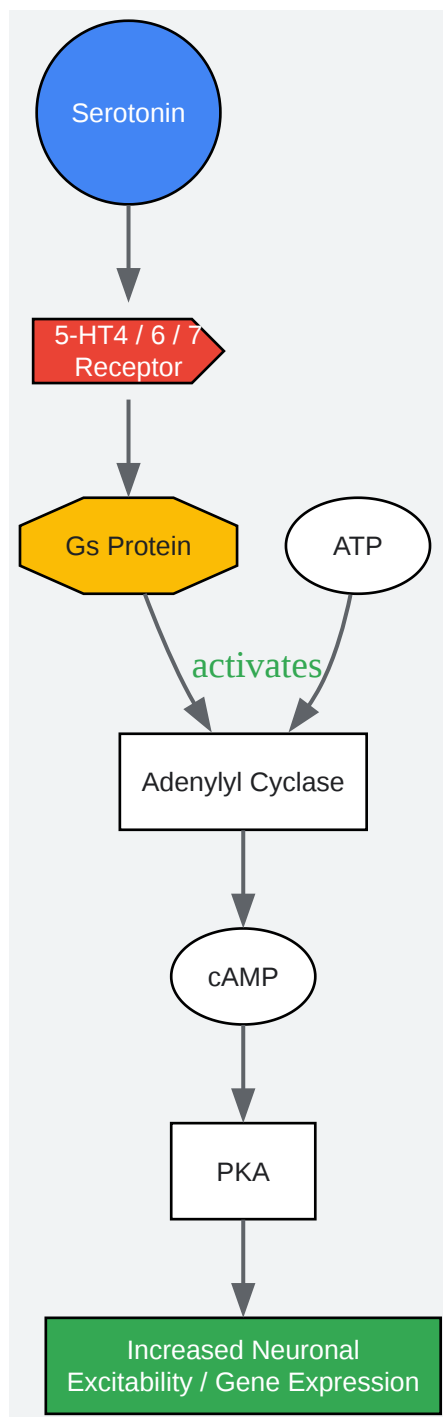 Serotonin
5-HT4 / 6 / 7
Receptor
Gs Protein
ATP
activates
Adenylyl Cyclase
cAMP
PKA
Increased Neuronal
Excitability / Gene Expression